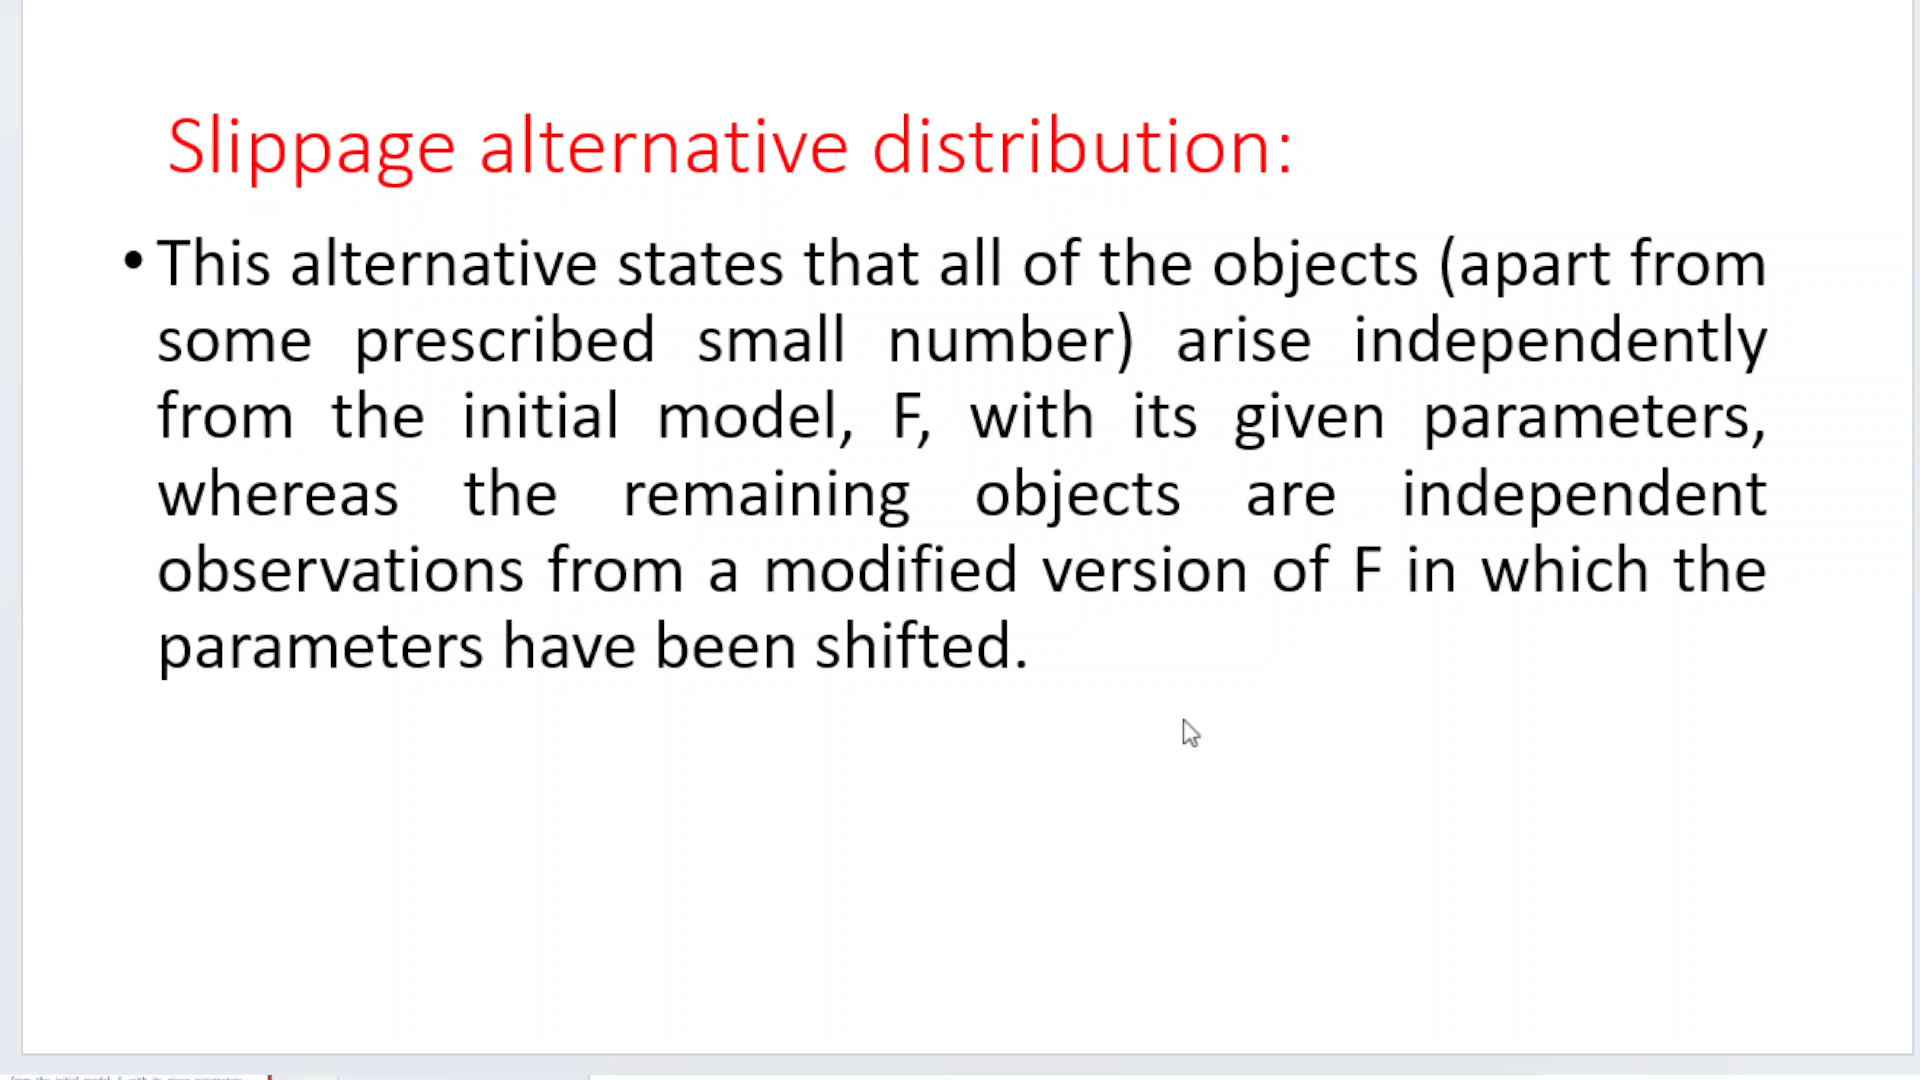 Slippage alternative distribution:
• This alternative states that all of the objects (apart from
some prescribed small number) arise independently
from the initial model, F, with its given parameters,
whereas the remaining objects are independent
observations from a modified version of F in which the
parameters have been shifted.